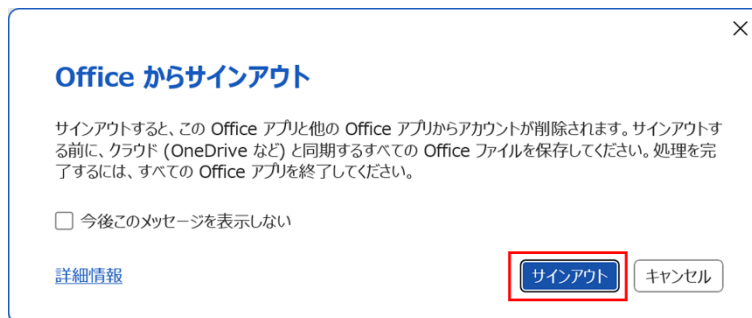 Office からサインアウト
サインアウトすると、この Office アプリと他の Office アプリからアカウントが削除されます。サインアウトす
る前に、クラウド (OneDrive など) と同期するすべての Office ファイルを保存してください。処理を完
了するには、すべての Office アプリを終了してください。
今後このメッセージを表示しない
詳細情報 サインアウト キャンセル